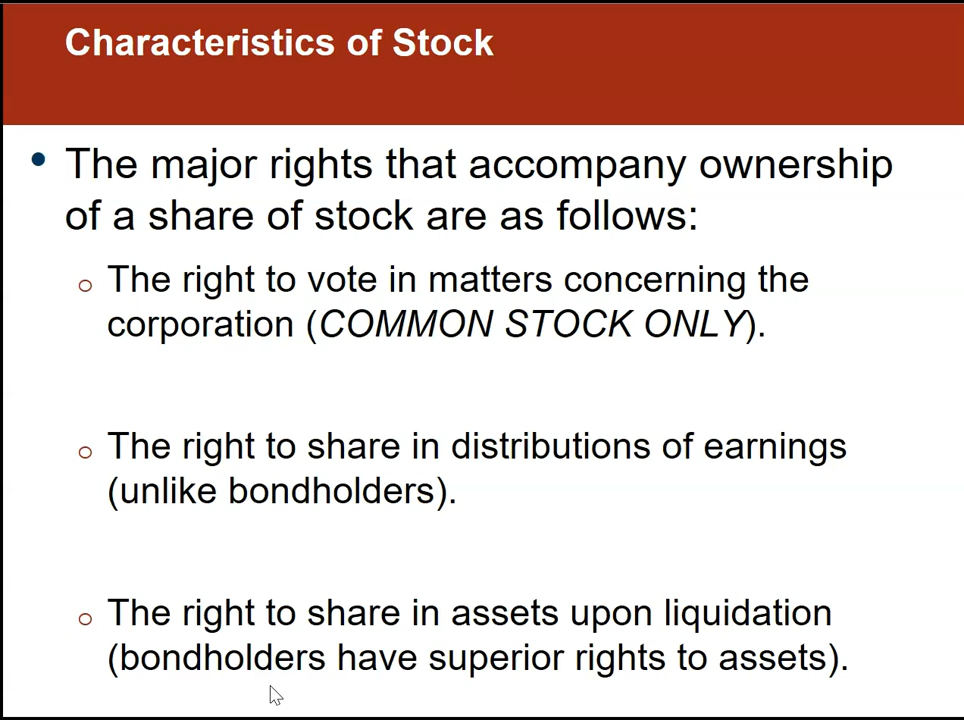 Characteristics of Stock
• The major rights that accompany ownership
of a share of stock are as follows:
o The right to vote in matters concerning the
corporation (COMMON STOCK ONLY).
o The right to share in distributions of earnings
(unlike bondholders).
o The right to share in assets upon liquidation
(bondholders have superior rights to assets).